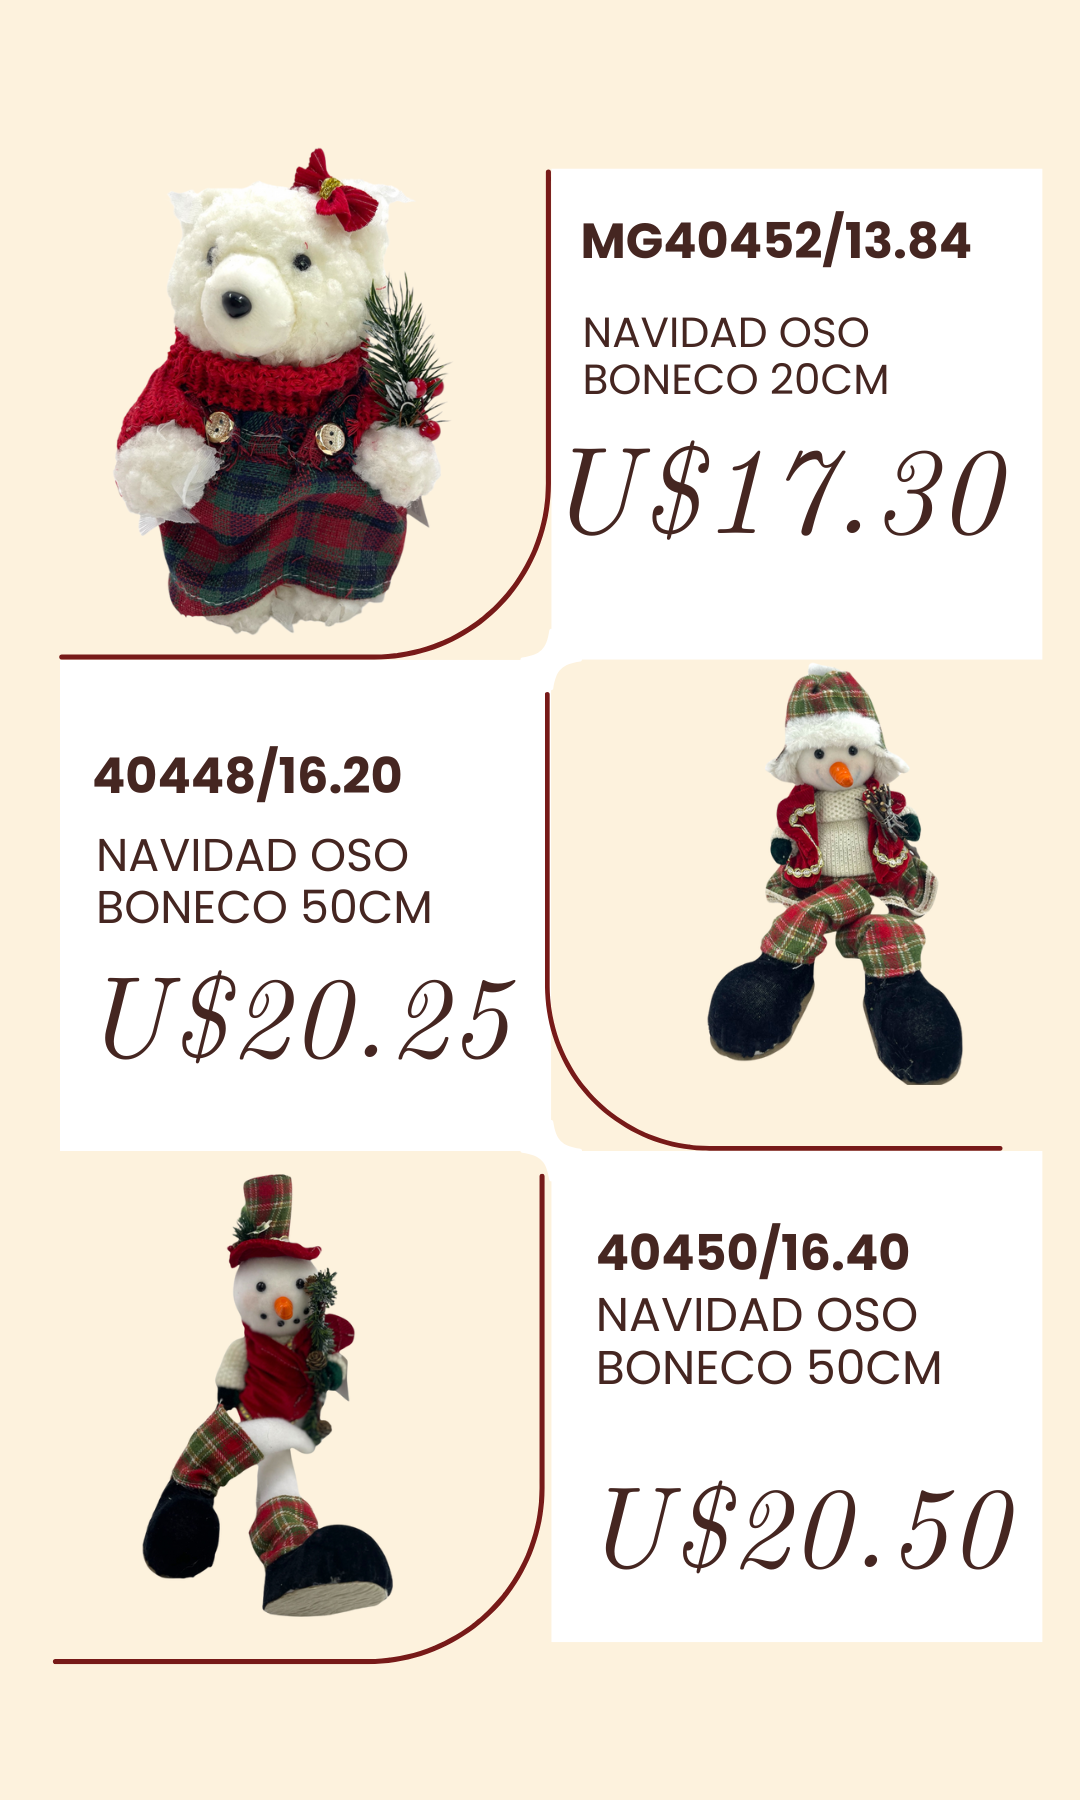 MG40452/13.84
NAVIDAD OSO
BONECO 20CM
U$17.30
40448/16.20
NAVIDAD OSO
BONECO 50CM
U$20.25
40450/16.40
NAVIDAD OSO
BONECO 50CM
U$20.50